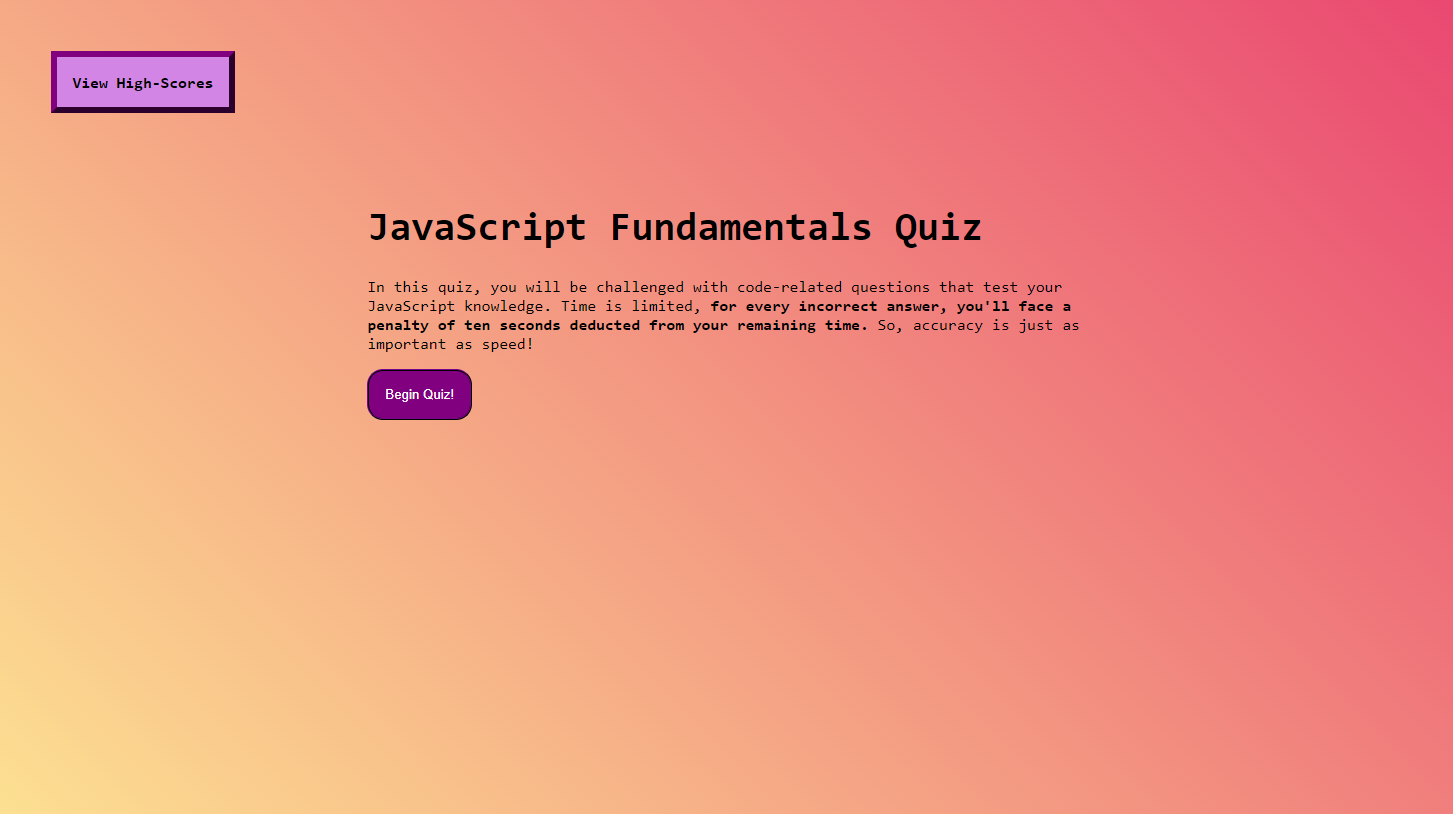 View High-Scores
JavaScript Fundamentals Quiz
In this quiz, you will be challenged with code-related questions that test your
JavaScript knowledge. Time is limited, for every incorrect answer, you'll face a
penalty of ten seconds deducted from your remaining time. So, accuracy is just as
important as speed!
Begin Quiz!